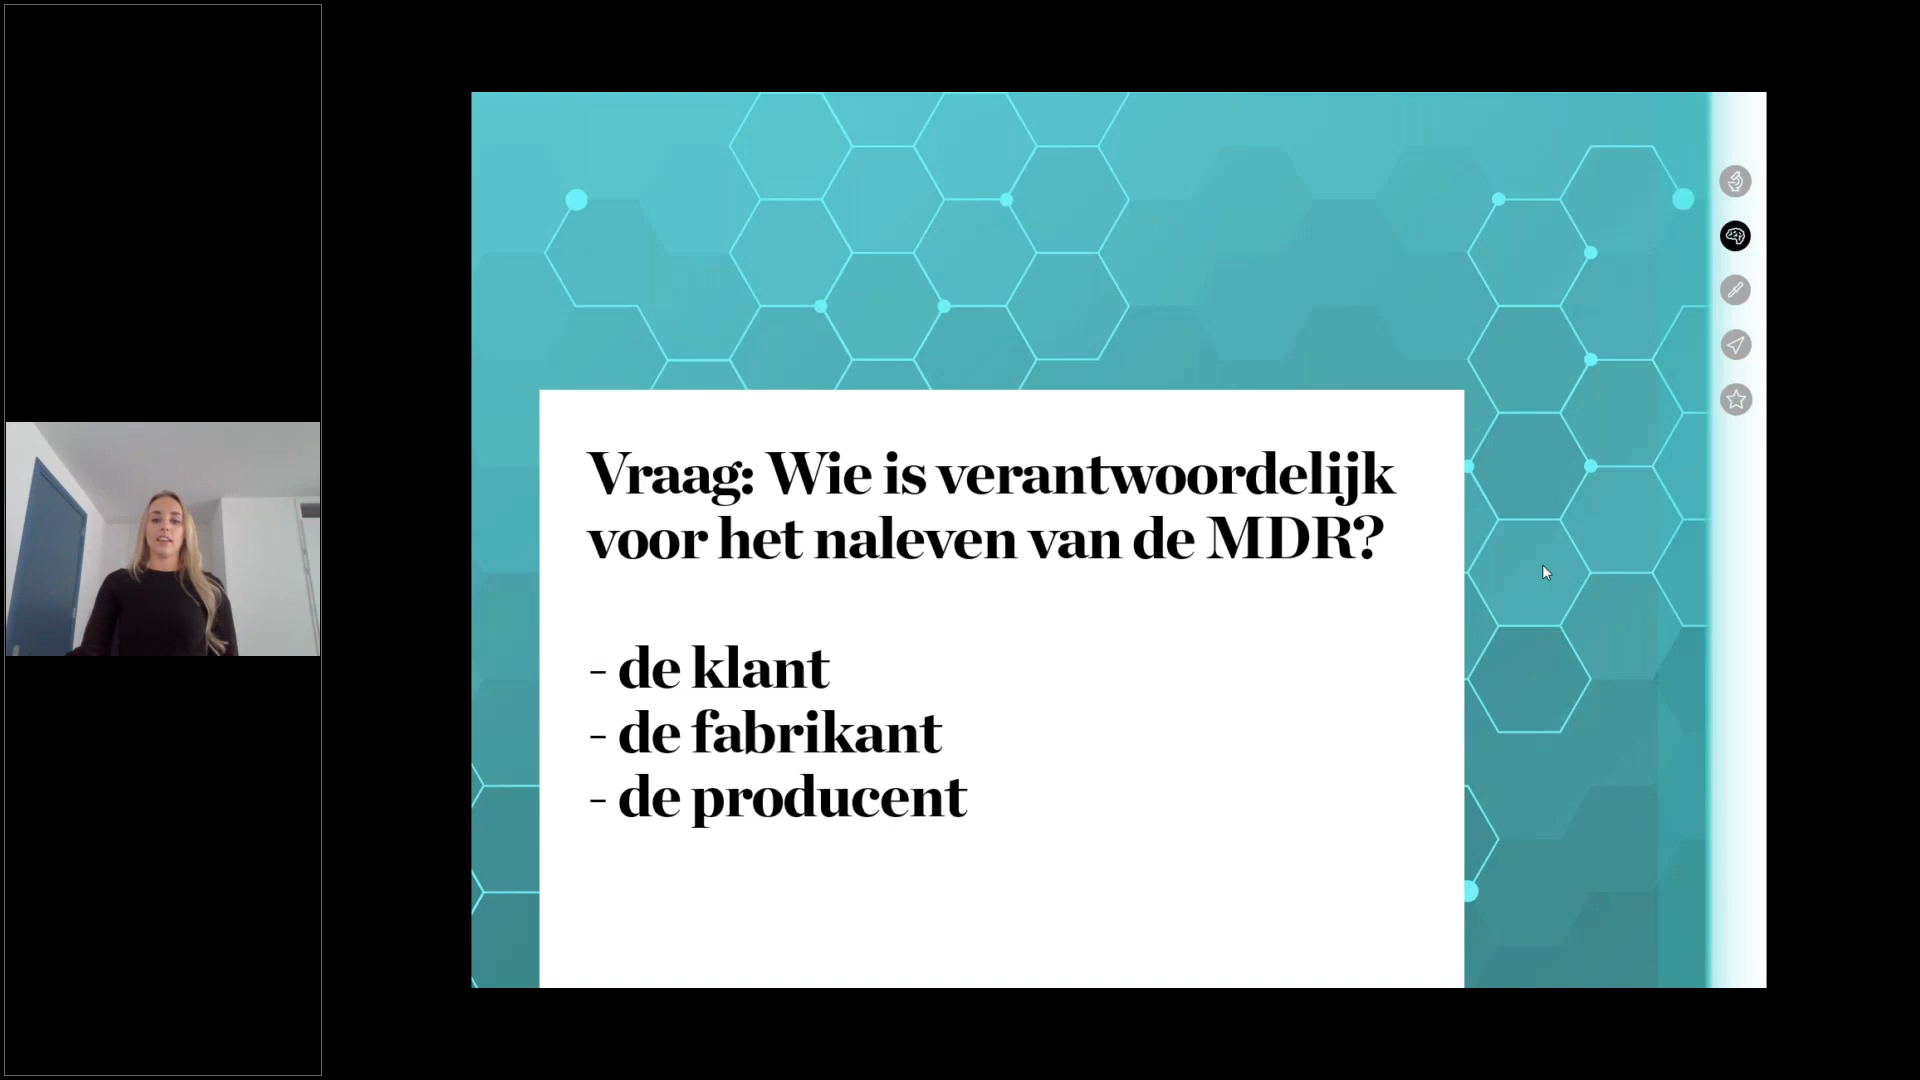 Vraag: Wie is verantwoordelijk
voor het naleven van de MDR?
- de klant
- de fabrikant
- de producent